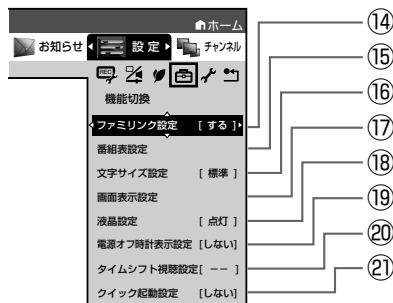 ホーム
お知らせ 設定 チャンネル
REC
機能切換
ファミリンク設定 [する] ⑭
番組表設定 ⑮
文字サイズ設定 [標準] ⑯
画面表示設定 ⑰
液晶設定 [点灯] ⑱
電源オフ時計表示設定 [しない] ⑲
タイムシフト視聴設定 [ーー] ⑳
クイック起動設定 [しない] ㉑